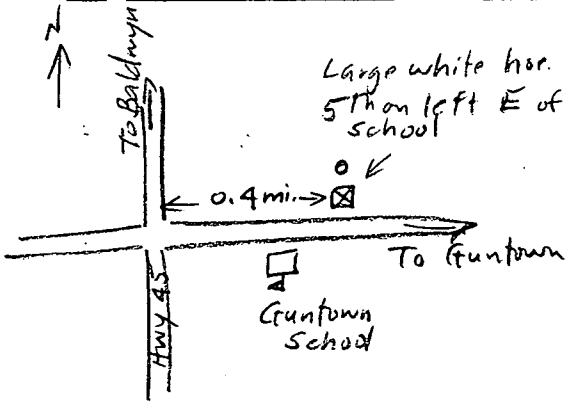 N
To Baldwyn
Large white hse.
5th on left E of
school
0.4 mi.
To Guntown
Hwy 45
Guntown
School